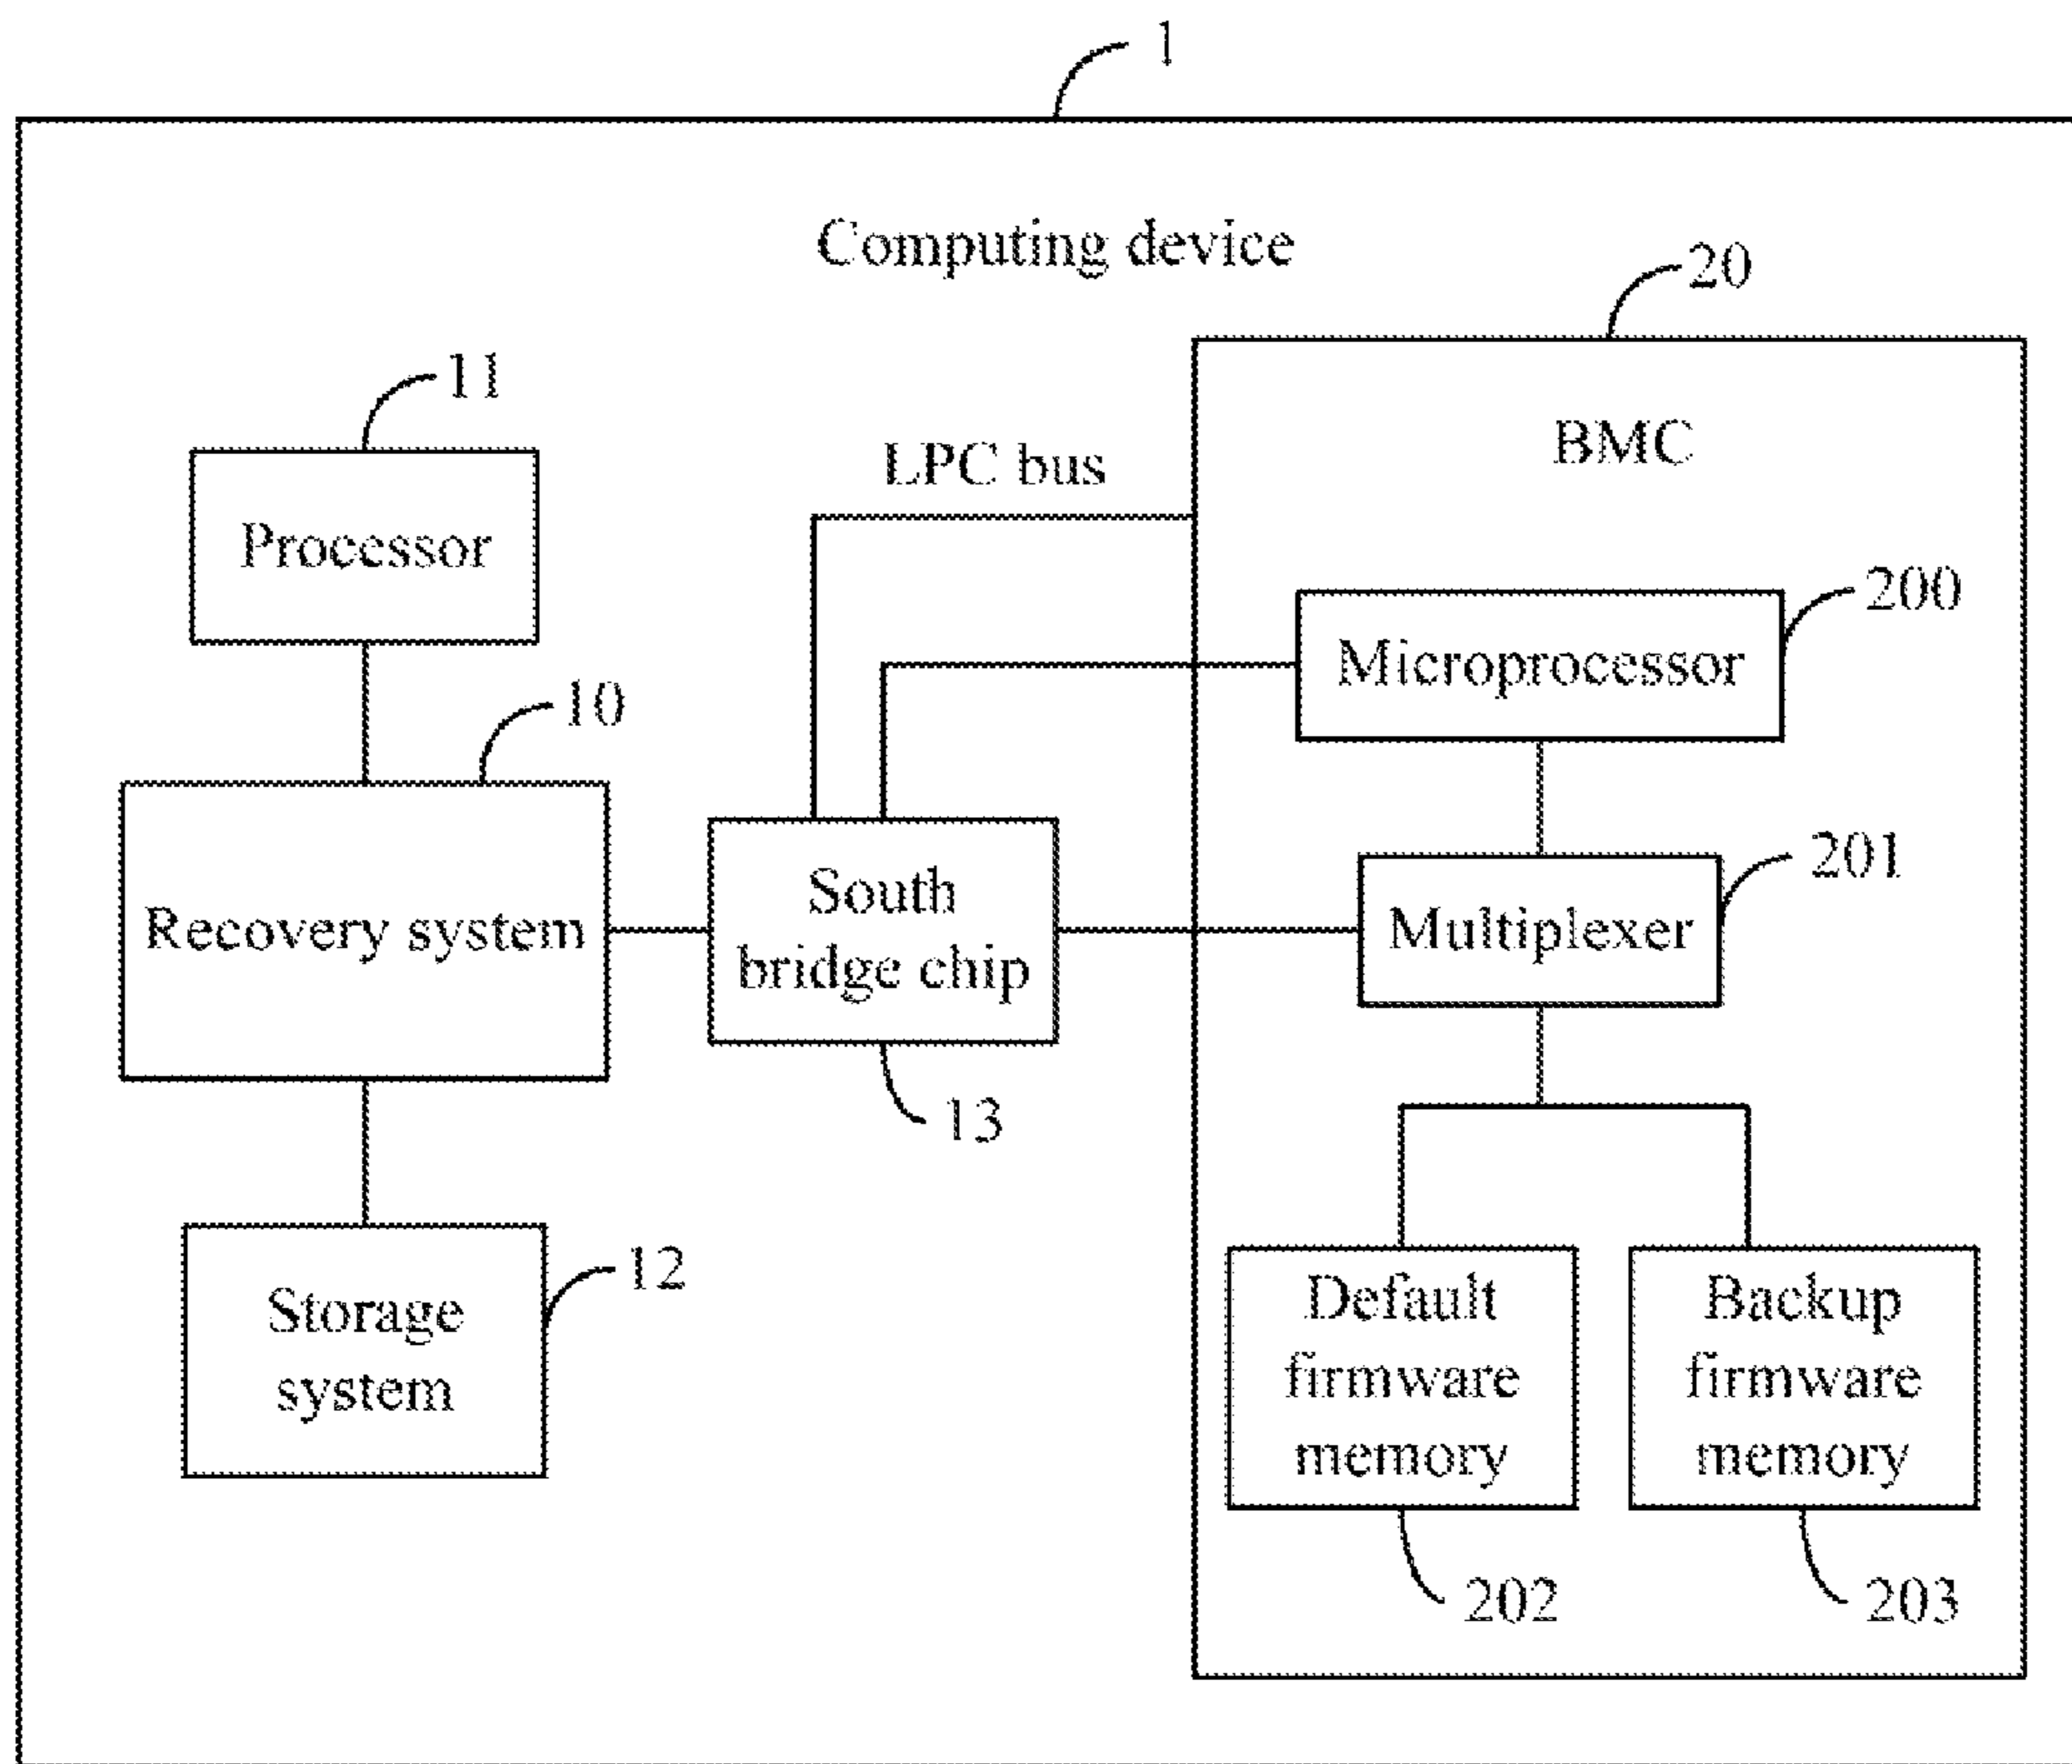 1
Computing device
20
11
LPC bus
BMC
Processor
200
Microprocessor
10
201
South
bridge chip
Recovery system
Multiplexer
13
12
Storage
system
Default
firmware
memory
Backup
firmware
memory
202
203